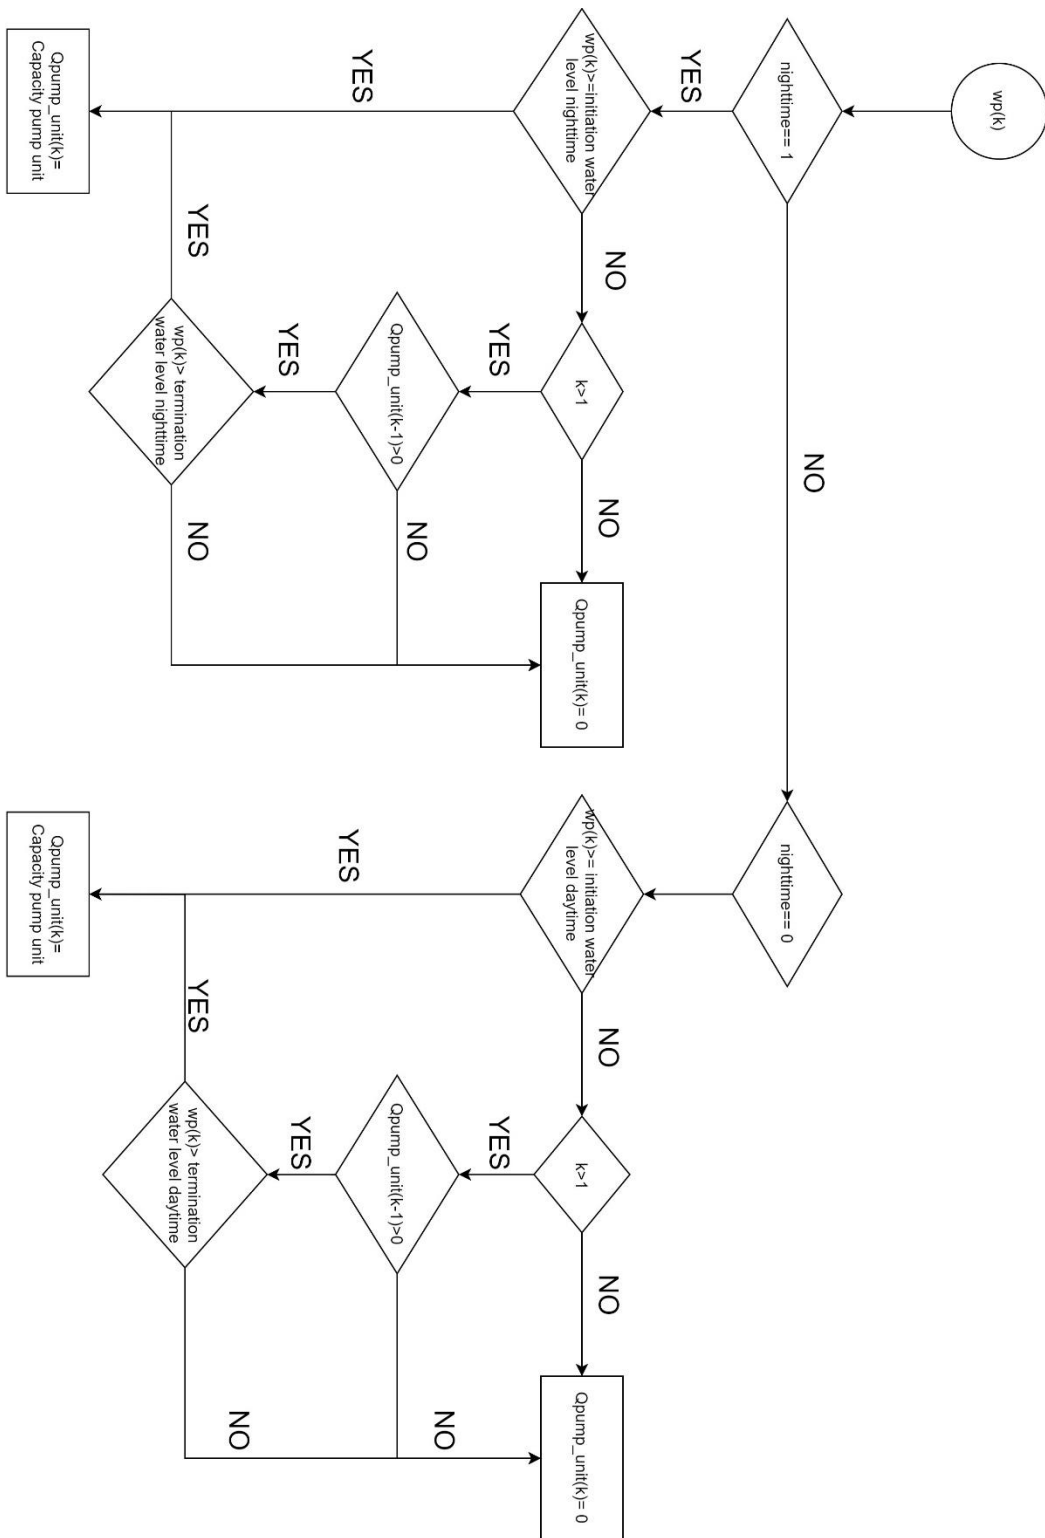 wp(k)
nighttime== 1
NO
nighttime== 0
YES
wp(k)>=initiation water
level nighttime
NO
k>1
NO
Qpump_unit(k)= 0
YES
Qpump_unit(k-1)>0
NO
YES
wp(k)> termination
water level nighttime
NO
YES
YES
Qpump_unit(k)=
Capacity pump unit
wp(k)>= initiation water
level daytime
NO
k>1
NO
Qpump_unit(k)= 0
YES
Qpump_unit(k-1)>0
NO
YES
wp(k)> termination
water level daytime
NO
YES
YES
Qpump_unit(k)=
Capacity pump unit